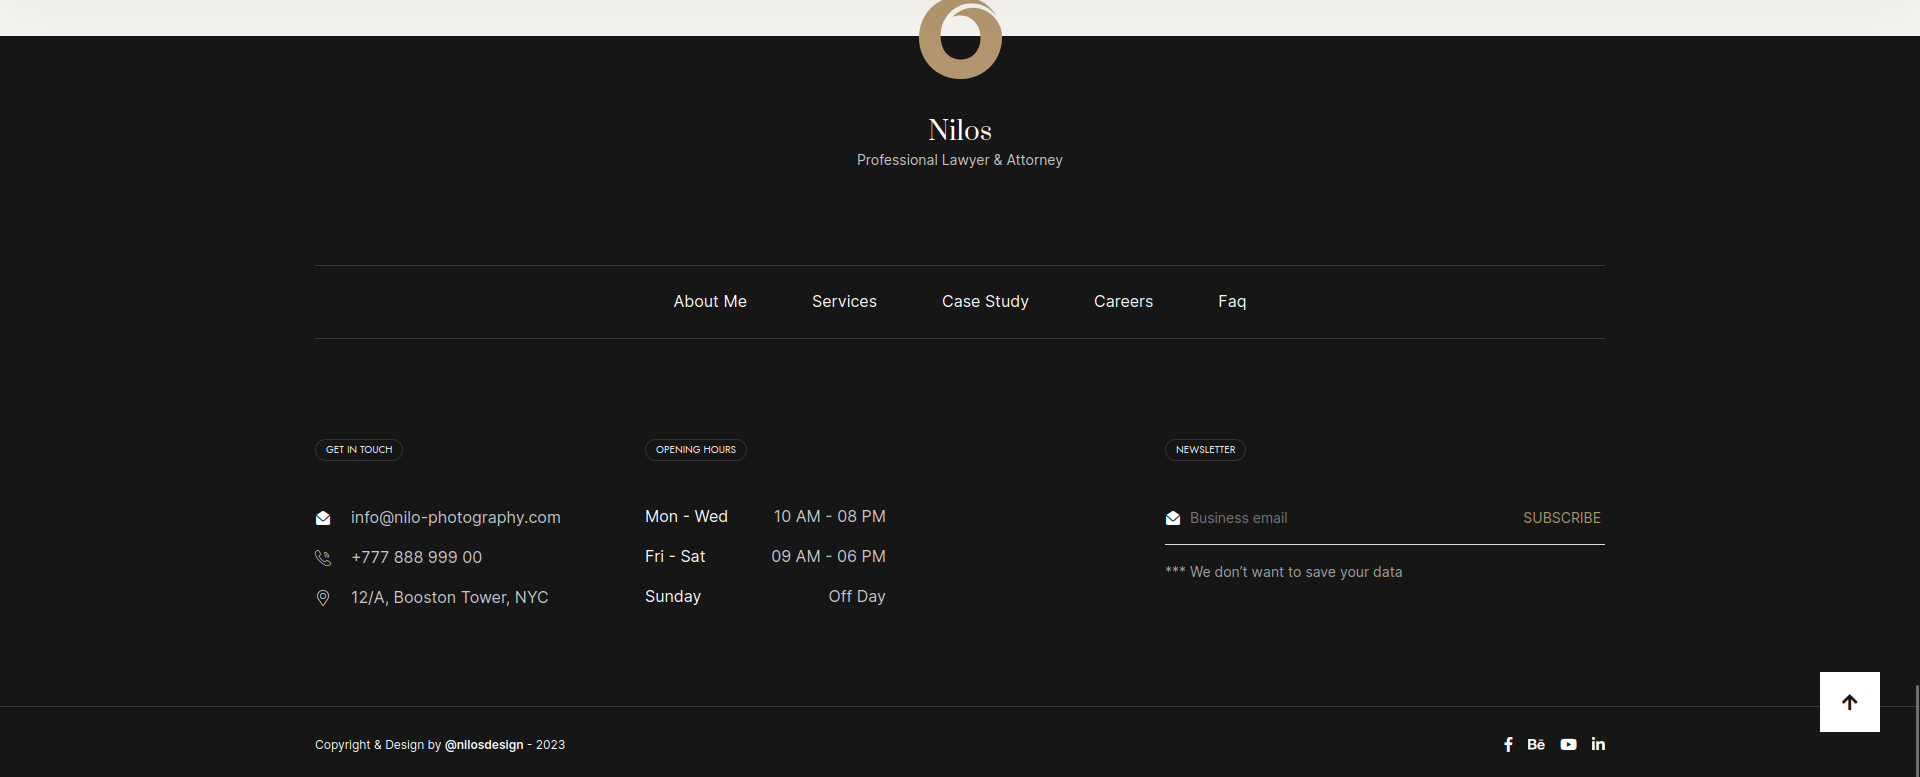 Nilos
Professional Lawyer & Attorney
About Me Services Case Study Careers Faq
GET IN TOUCH
info@nilo-photography.com
+777 888 999 00
12/A, Booston Tower, NYC
OPENING HOURS
Mon - Wed 10 AM - 08 PM
Fri - Sat 09 AM - 06 PM
Sunday Off Day
NEWSLETTER
Business email SUBSCRIBE
*** We don’t want to save your data
Copyright & Design by @nilosdesign - 2023